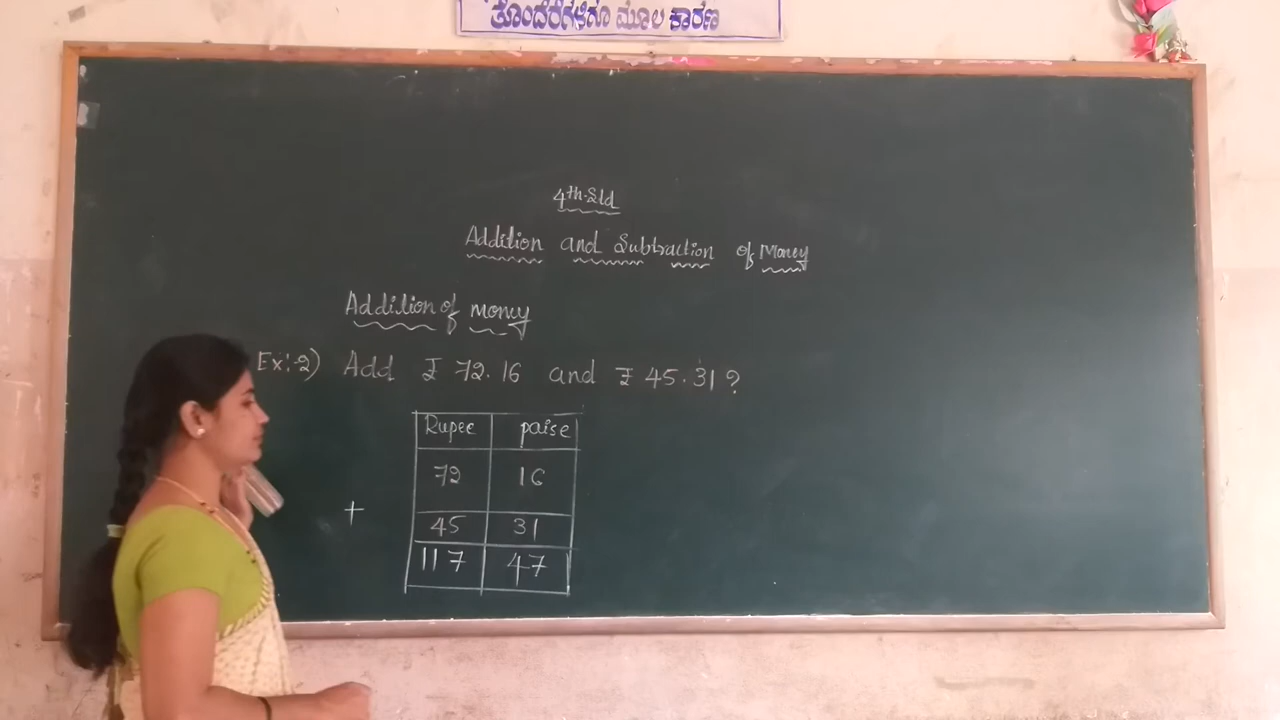 ತೊಂದರೆಗಳಿಗೂ ಮೂಲ ಕಾರಣ
4th Std
Addition and Subtraction of Money
Addition of money
Ex:-2) Add ₹ 72.16 and ₹ 45.31?
Rupee paise
72 16
+ 45 31
117 47